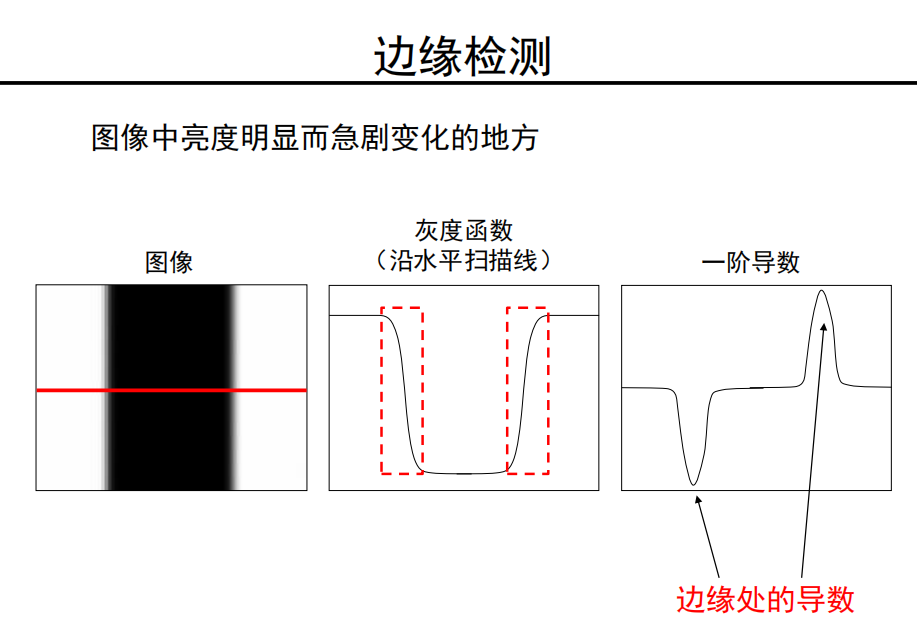 边缘检测
图像中亮度明显而急剧变化的地方
图像
灰度函数
（沿水平扫描线）
一阶导数
边缘处的导数